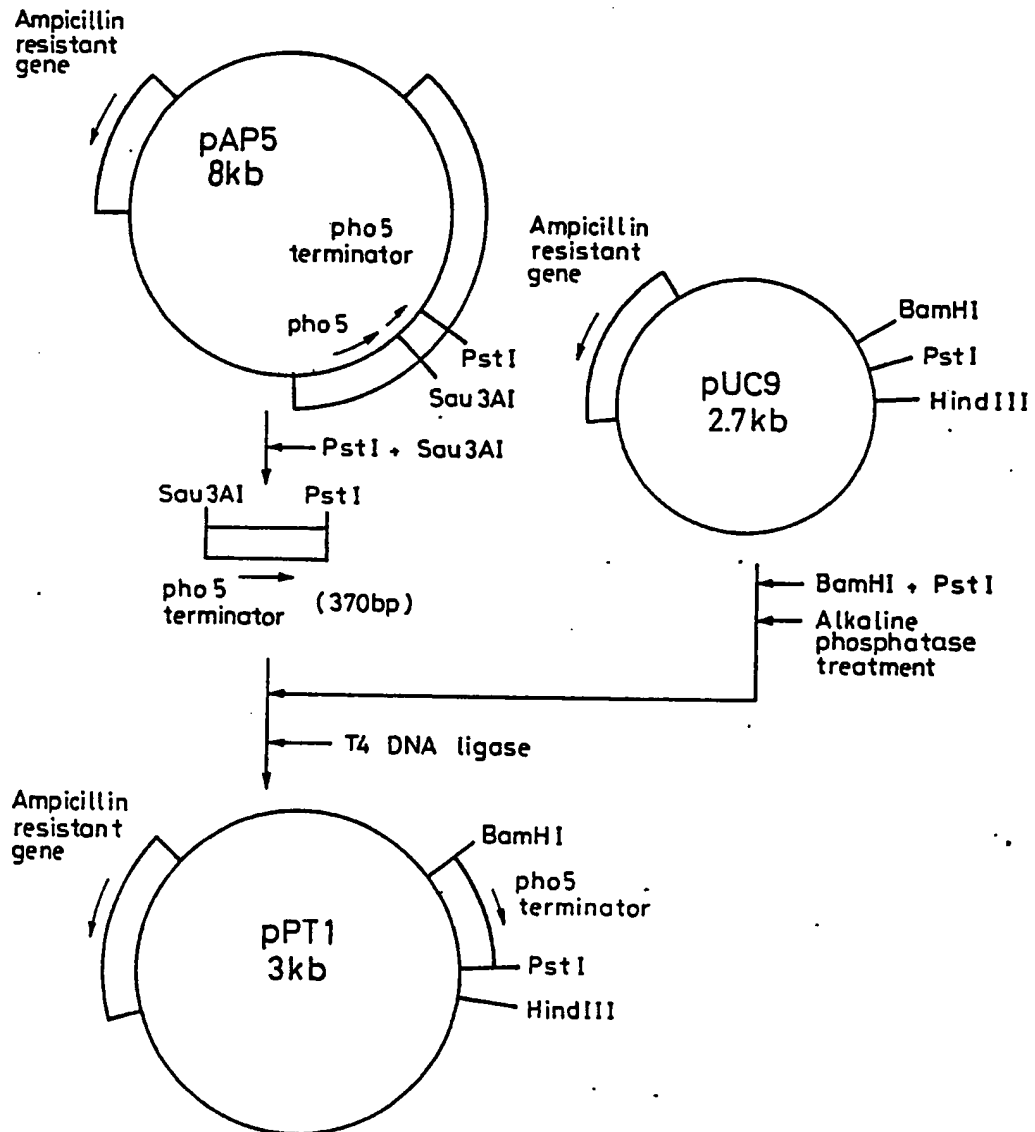 Ampicillin
resistant
gene
pAP5
8kb
pho5
terminator
pho5
PstI
Sau3AI
Ampicillin
resistant
gene
BamHI
PstI
HindIII
pUC9
2.7kb
PstI + Sau3AI
Sau3AI PstI
pho5
terminator
(370bp)
BamHI + PstI
Alkaline
phosphatase
treatment
T4 DNA ligase
Ampicillin
resistant
gene
BamHI
pho5
terminator
pPT1
3kb
PstI
HindIII